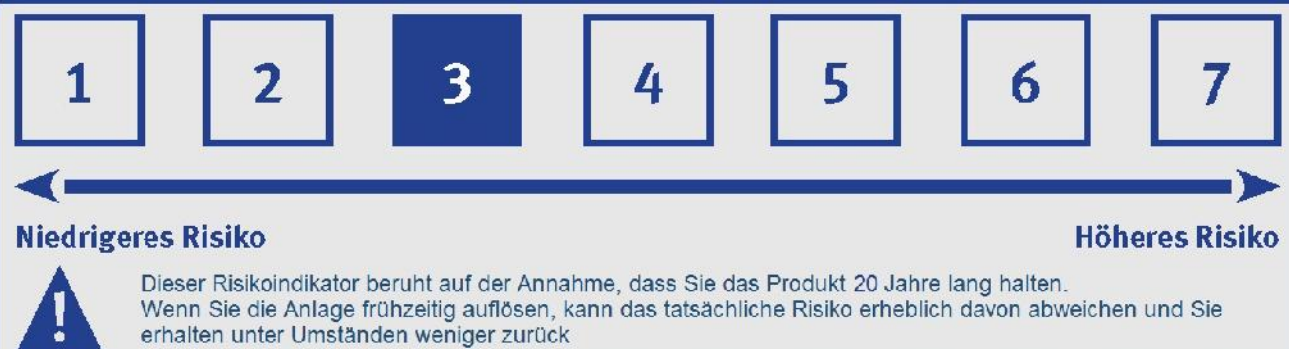 1 2 3 4 5 6 7
Niedrigeres Risiko Höheres Risiko
! Dieser Risikoindikator beruht auf der Annahme, dass Sie das Produkt 20 Jahre lang halten.
Wenn Sie die Anlage frühzeitig auflösen, kann das tatsächliche Risiko erheblich davon abweichen und Sie
erhalten unter Umständen weniger zurück